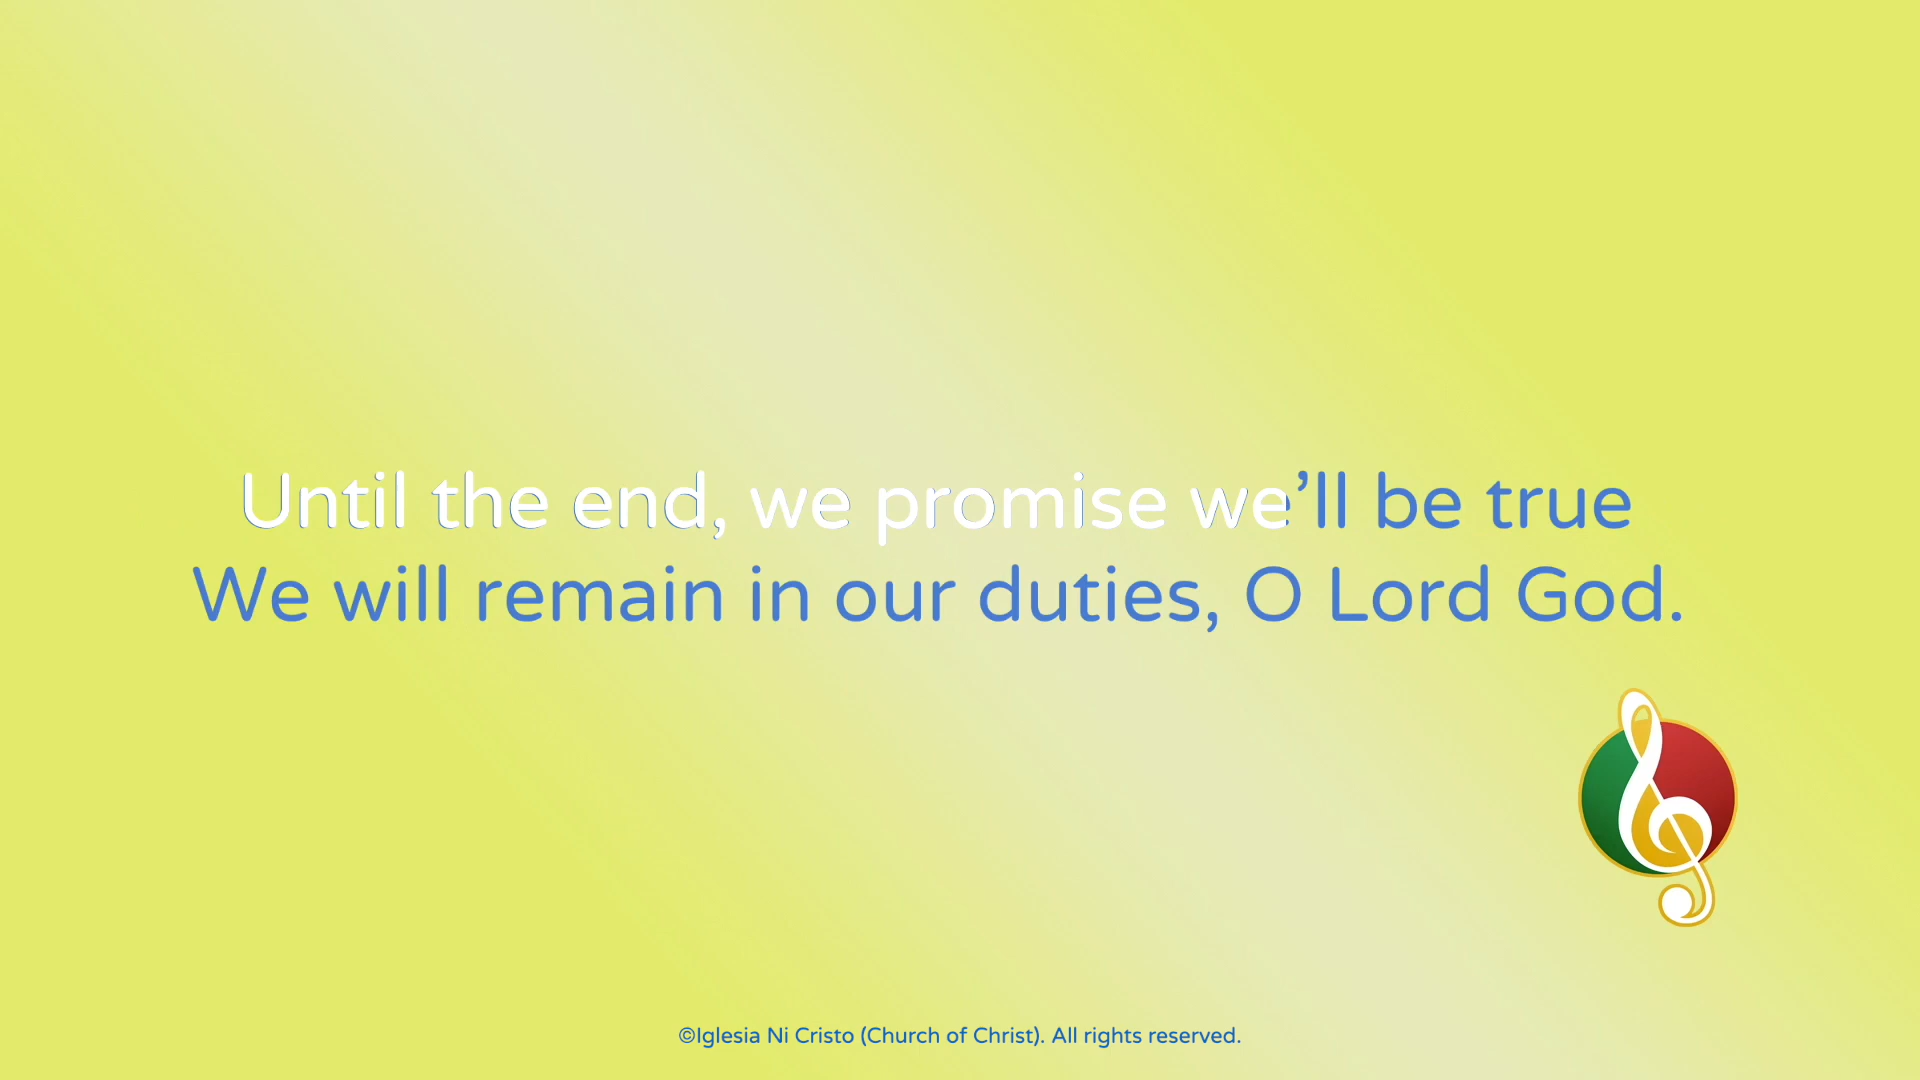 Until the end, we promise we’ll be true
We will remain in our duties, O Lord God.
©Iglesia Ni Cristo (Church of Christ). All rights reserved.